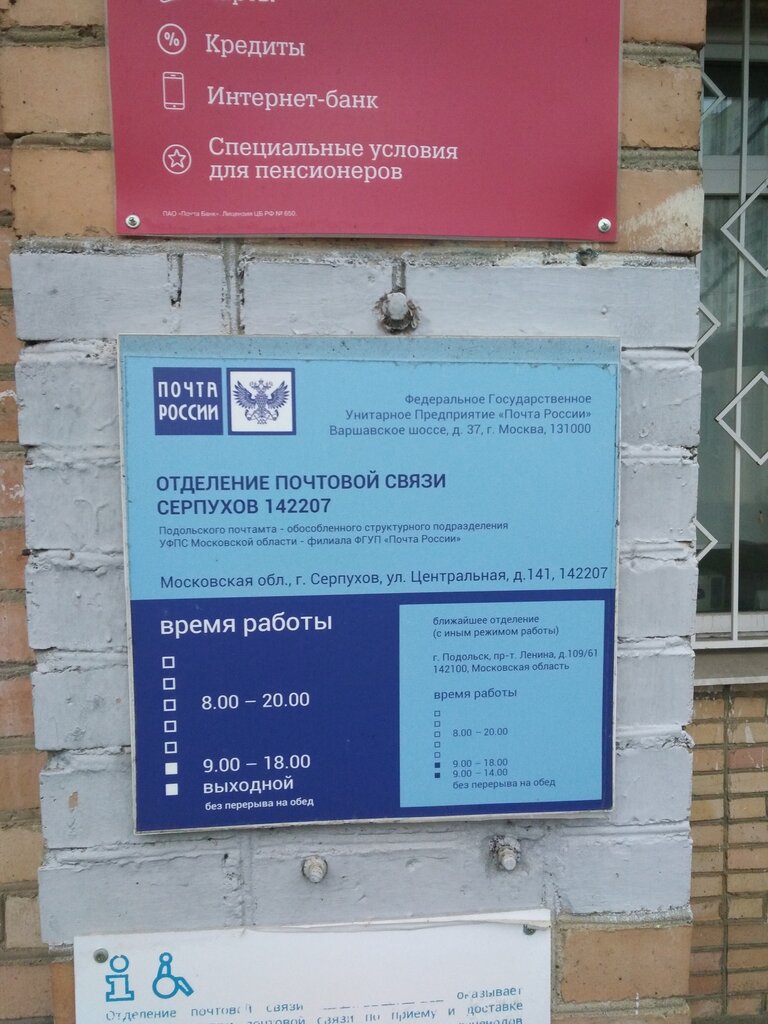 Кредиты
Интернет-банк
Специальные условия
для пенсионеров
ПАО «Почта Банк». Лицензия ЦБ РФ № 650.
ПОЧТА
РОССИИ
Федеральное Государственное
Унитарное Предприятие «Почта России»
Варшавское шоссе, д. 37, г. Москва, 131000
ОТДЕЛЕНИЕ ПОЧТОВОЙ СВЯЗИ
СЕРПУХОВ 142207
Подольского почтамта - обособленного структурного подразделения
УФПС Московской области - филиала ФГУП «Почта России»
Московская обл., г. Серпухов, ул. Центральная, д.141, 142207
время работы
8.00 – 20.00
9.00 – 18.00
выходной
без перерыва на обед
ближайшее отделение
(с иным режимом работы)
г. Подольск, пр-т. Ленина, д.109/61
142100, Московская область
время работы
8.00 – 20.00
9.00 – 18.00
9.00 – 14.00
без перерыва на обед
Отделение почтовой связи оказывает
почтовой связи по приему и доставке